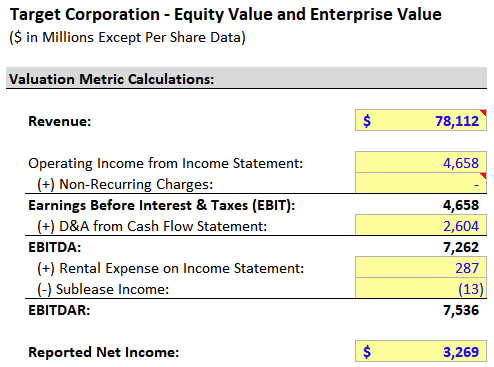 Target Corporation - Equity Value and Enterprise Value
($ in Millions Except Per Share Data)
Valuation Metric Calculations:
Revenue: $ 78,112
Operating Income from Income Statement: 4,658
(+) Non-Recurring Charges: -
Earnings Before Interest & Taxes (EBIT): 4,658
(+) D&A from Cash Flow Statement: 2,604
EBITDA: 7,262
(+) Rental Expense on Income Statement: 287
(-) Sublease Income: (13)
EBITDAR: 7,536
Reported Net Income: $ 3,269